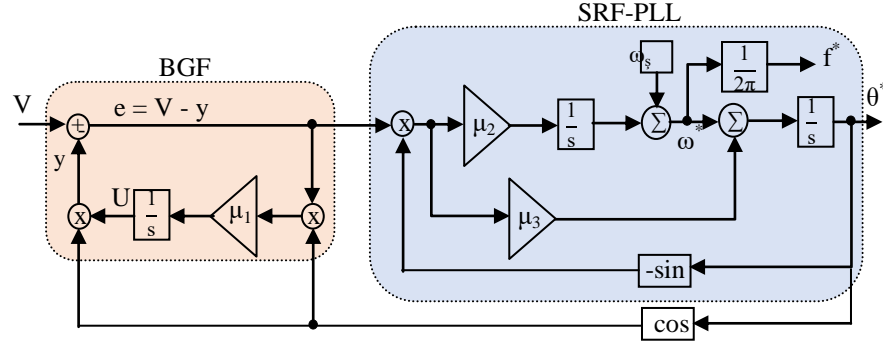 SRF-PLL
BGF
V
e = V - y
y
U
1
s
μ1
x
x
±
x
μ2
1
s
ωs
Σ
ω*
1
2π
f*
Σ
1
s
θ*
μ3
-sin
cos